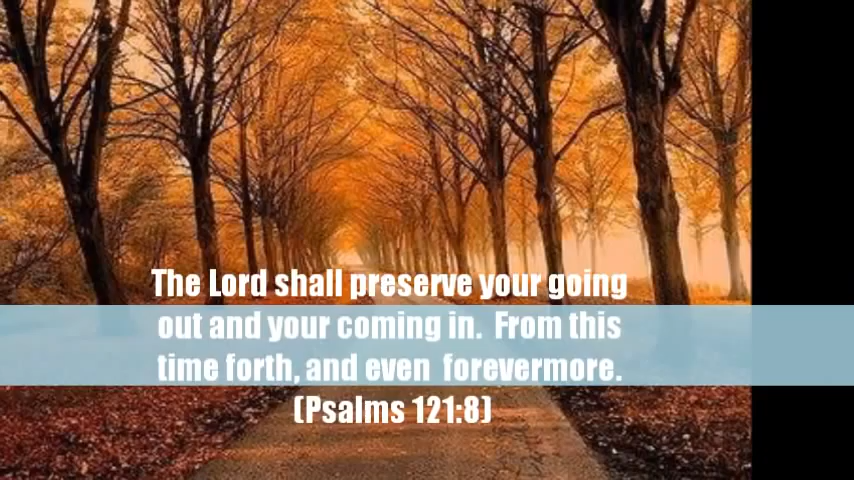 The Lord shall preserve your going
out and your coming in.  From this
time forth, and even  forevermore.
(Psalms 121:8)